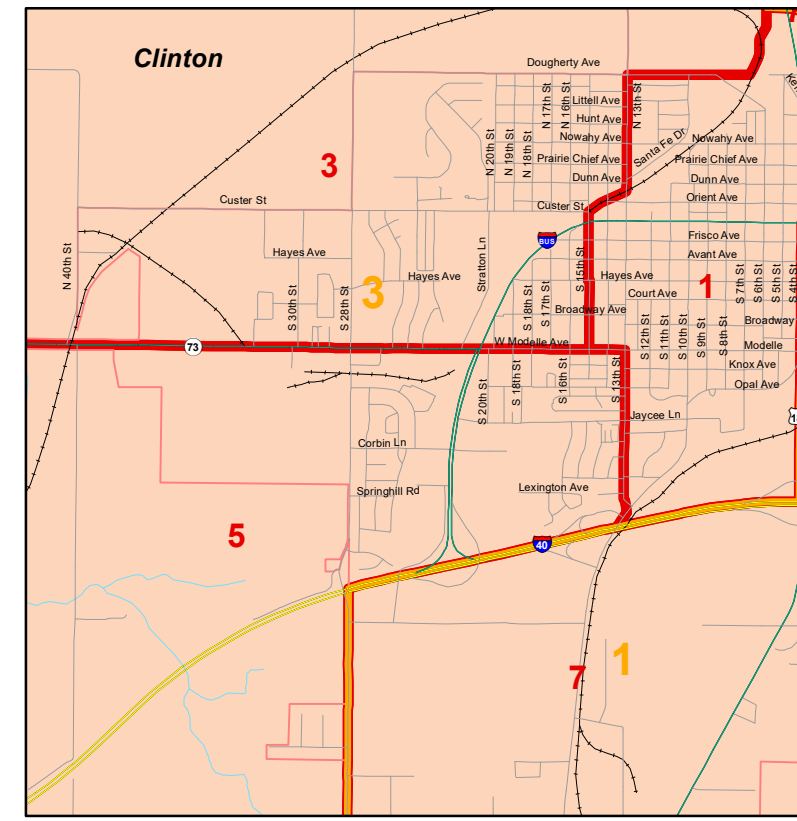 Clinton
Dougherty Ave
N 17th St
N 16th St
Littell Ave
N 13th St
Hunt Ave
Nowahy Ave
Santa Fe Dr
Nowahy Ave
N 20th St
N 19th St
N 18th St
Prairie Chief Ave
Prairie Chief Ave
3
Dunn Ave
Dunn Ave
Custer St
Custer St
Orient Ave
BUS
Frisco Ave
N 40th St
Hayes Ave
Stratton Ln
S 15th St
Avant Ave
Hayes Ave
Hayes Ave
1
S 7th St
S 6th St
S 5th St
S 4th St
3
Court Ave
S 30th St
S 28th St
S 18th St
S 17th St
Broadway Ave
Broadway
S 12th St
S 11th St
S 10th St
S 9th St
S 8th St
73
W Modelle Ave
Modelle
Knox Ave
S 20th St
S 18th St
S 16th St
S 13th St
Opal Ave
Jaycee Ln
Corbin Ln
Springhill Rd
Lexington Ave
5
40
7
1